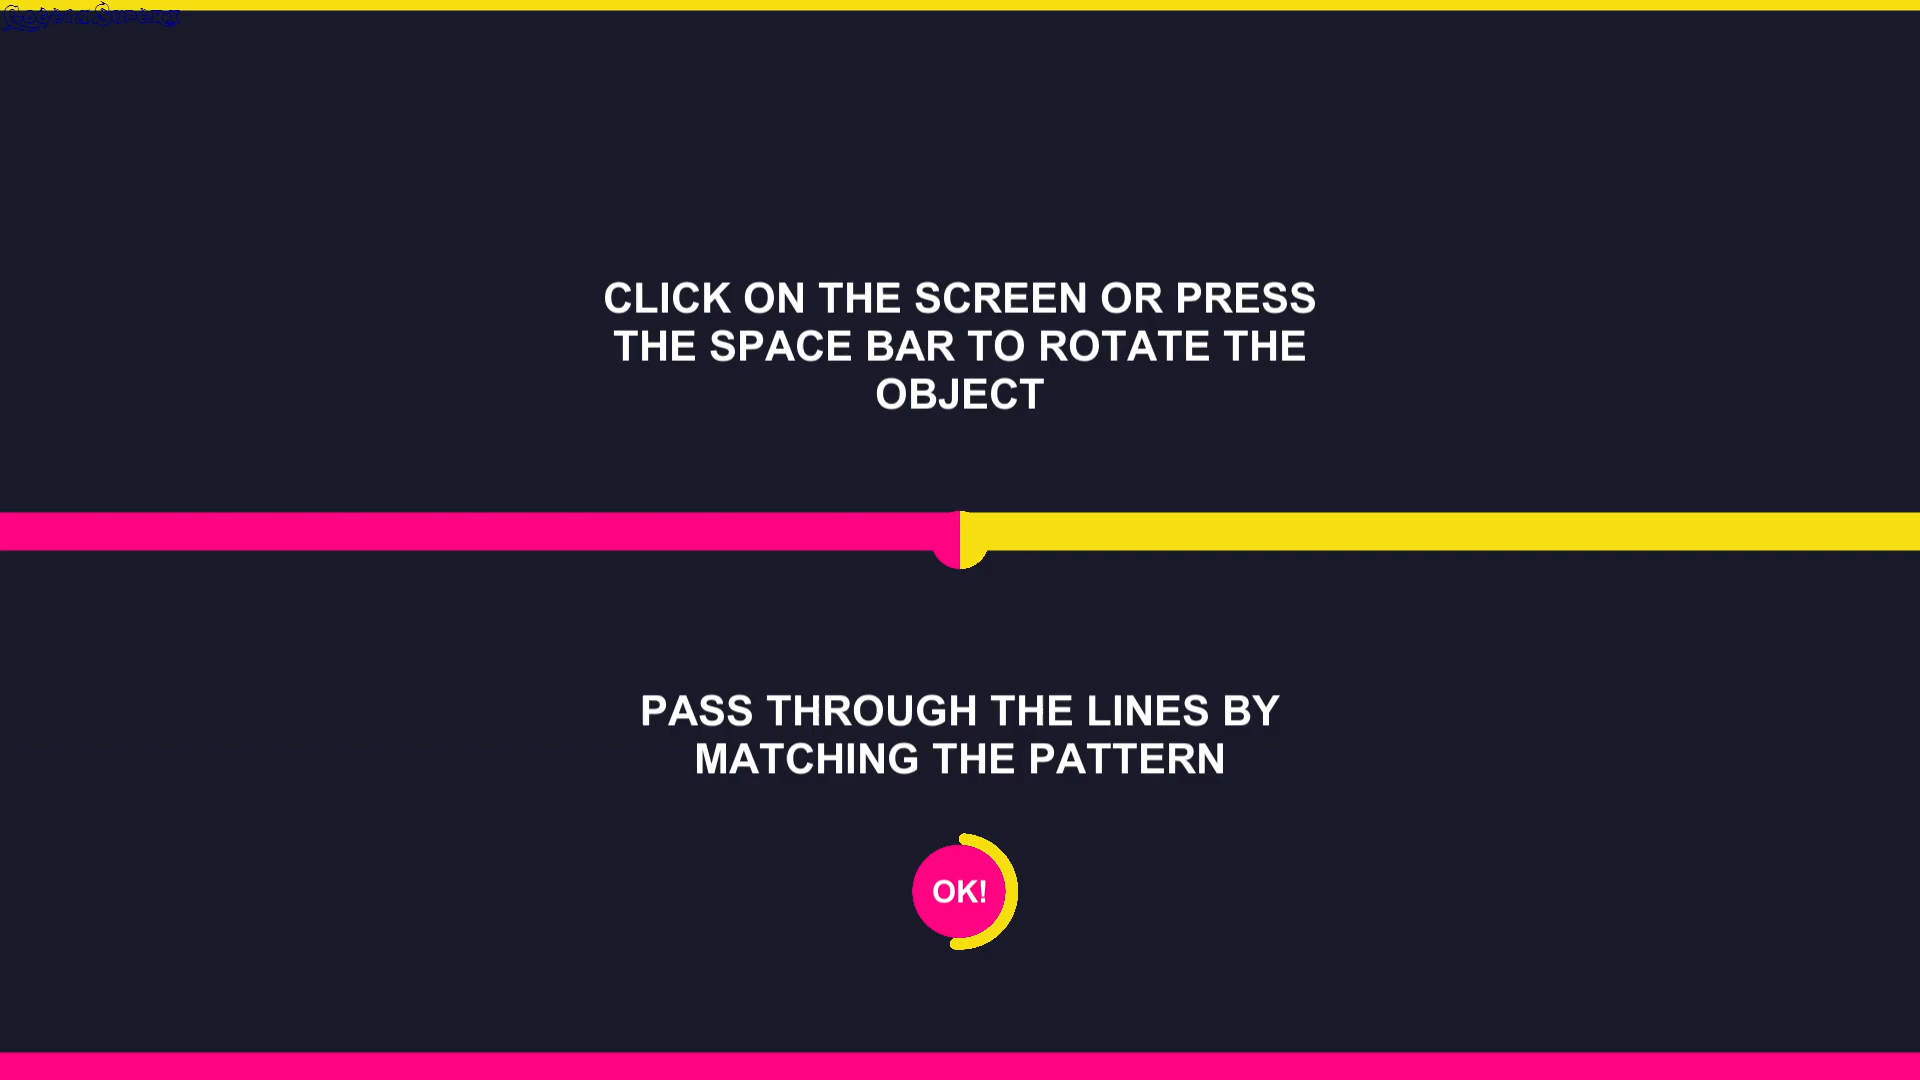 CLICK ON THE SCREEN OR PRESS
THE SPACE BAR TO ROTATE THE
OBJECT
PASS THROUGH THE LINES BY
MATCHING THE PATTERN
OK!